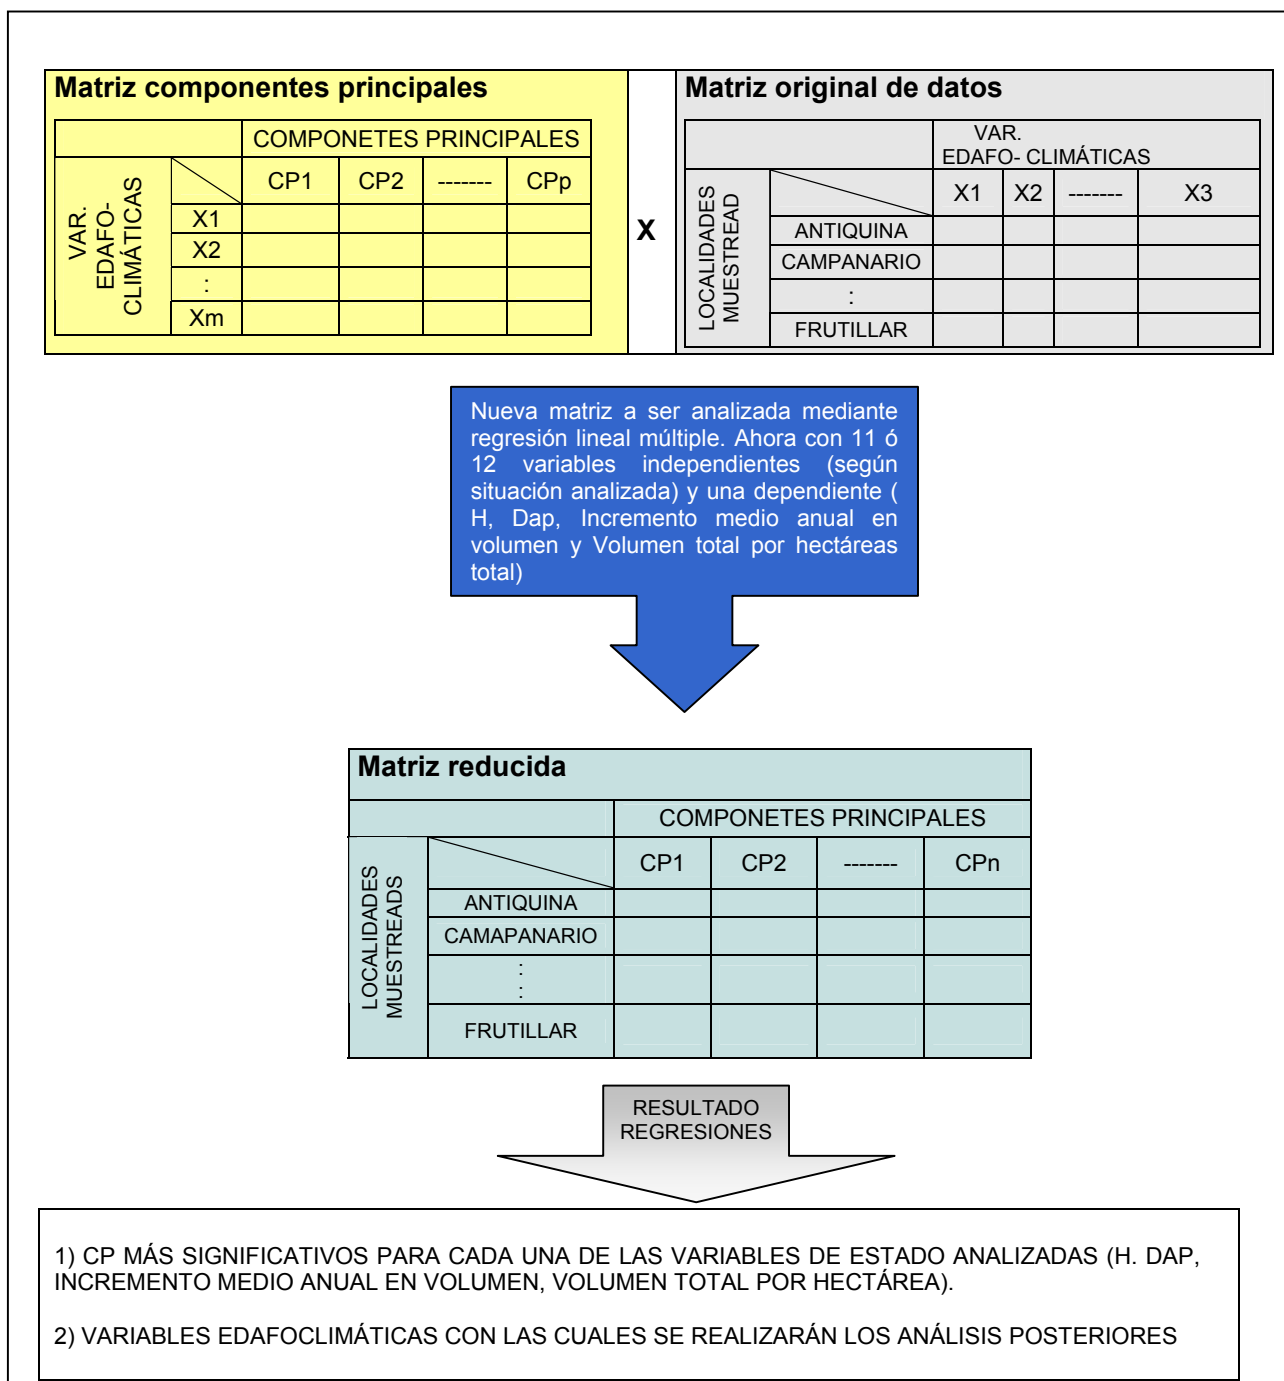 Matriz componentes principales
COMPONETES PRINCIPALES
VAR.
EDAFO-
CLIMÁTICAS
CP1 CP2 ------- CPp
X1
X2
:
Xm
X
Matriz original de datos
VAR.
EDAFO- CLIMÁTICAS
LOCALIDADES
MUESTREAD
X1 X2 ------- X3
ANTIQUINA
CAMPANARIO
:
FRUTILLAR
Nueva matriz a ser analizada mediante
regresión lineal múltiple. Ahora con 11 ó
12 variables independientes (según
situación analizada) y una dependiente (
H, Dap, Incremento medio anual en
volumen y Volumen total por hectáreas
total)
Matriz reducida
COMPONETES PRINCIPALES
LOCALIDADES
MUESTREADS
CP1 CP2 ------- CPn
ANTIQUINA
CAMAPANARIO
:
:
FRUTILLAR
RESULTADO
REGRESIONES
1) CP MÁS SIGNIFICATIVOS PARA CADA UNA DE LAS VARIABLES DE ESTADO ANALIZADAS (H. DAP,
INCREMENTO MEDIO ANUAL EN VOLUMEN, VOLUMEN TOTAL POR HECTÁREA).
2) VARIABLES EDAFOCLIMÁTICAS CON LAS CUALES SE REALIZARÁN LOS ANÁLISIS POSTERIORES